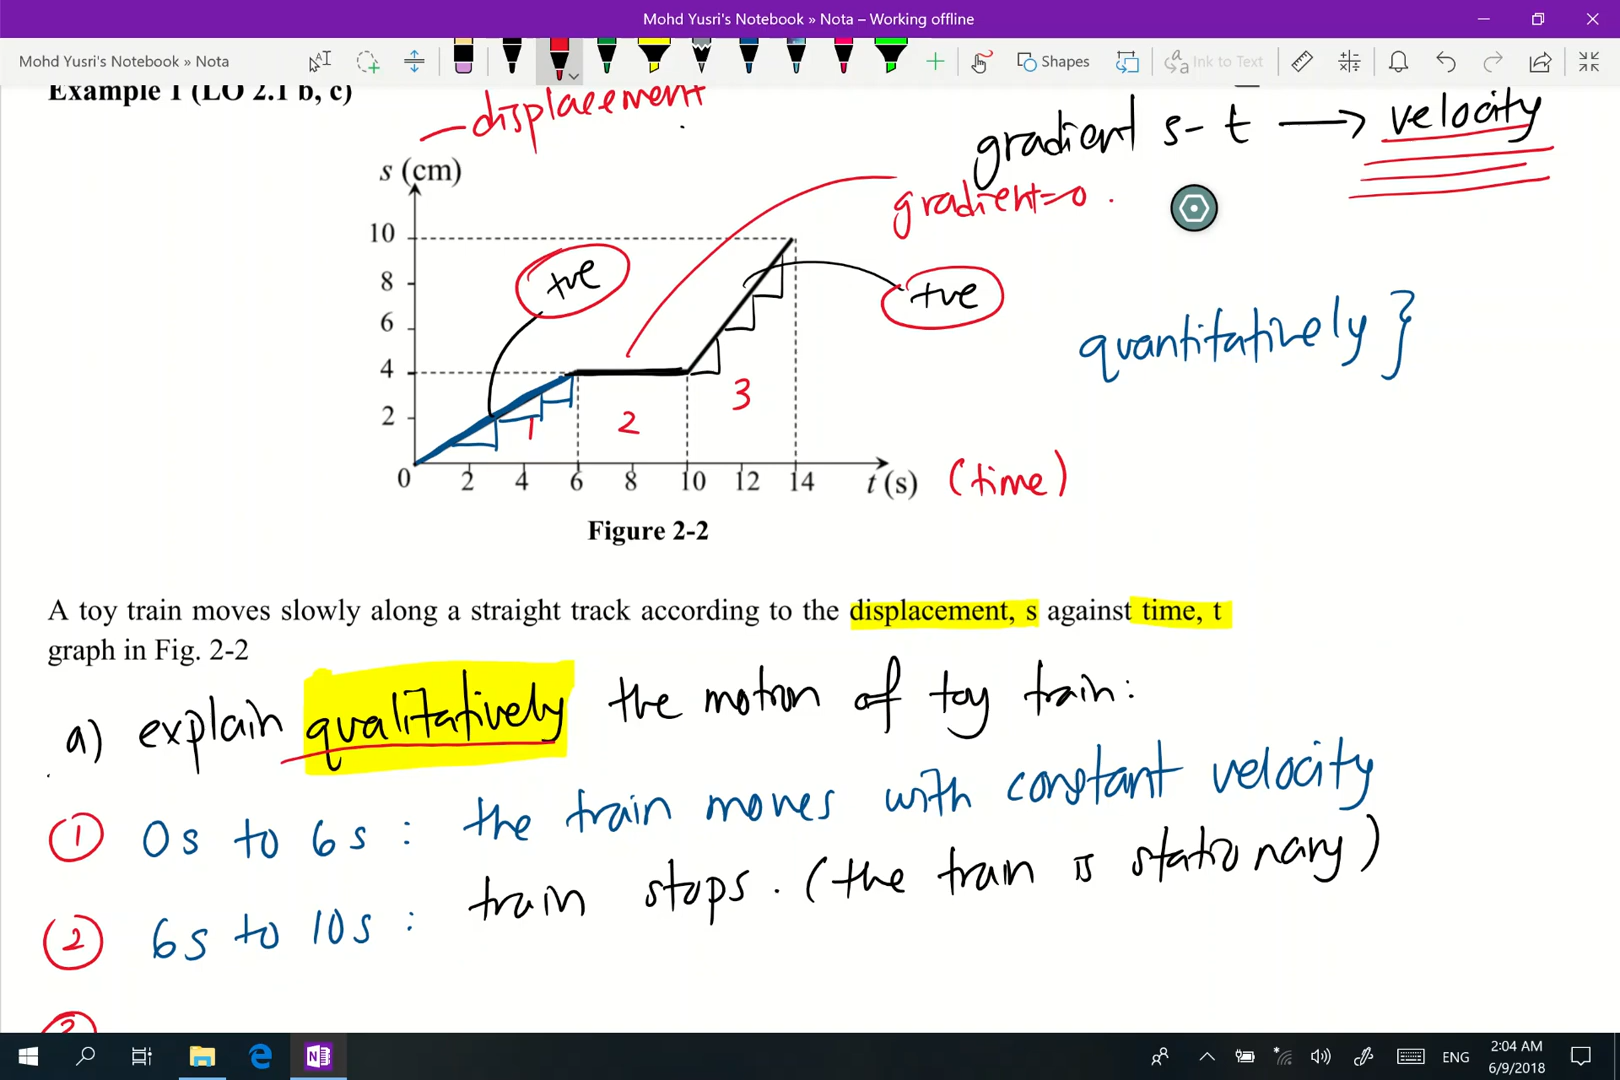 Mohd Yusri's Notebook » Nota – Working offline
Mohd Yusri's Notebook » Nota
Shapes
Ink to Text
Example 1 (LO 2.1 b, c)
displacement
gradient s-t → velocity
s (cm)
gradient=0.
10
8
6
4
2
0
+ve
+ve
quantitatively }
1
2
3
2 4 6 8 10 12 14
t (s)
(time)
Figure 2-2
A toy train moves slowly along a straight track according to the displacement, s against time, t
graph in Fig. 2-2
a) explain qualitatively the motion of toy train:
1 0s to 6s : the train moves with constant velocity
2 6s to 10s : train stops. (the train is stationary)
ENG
2:04 AM
6/9/2018